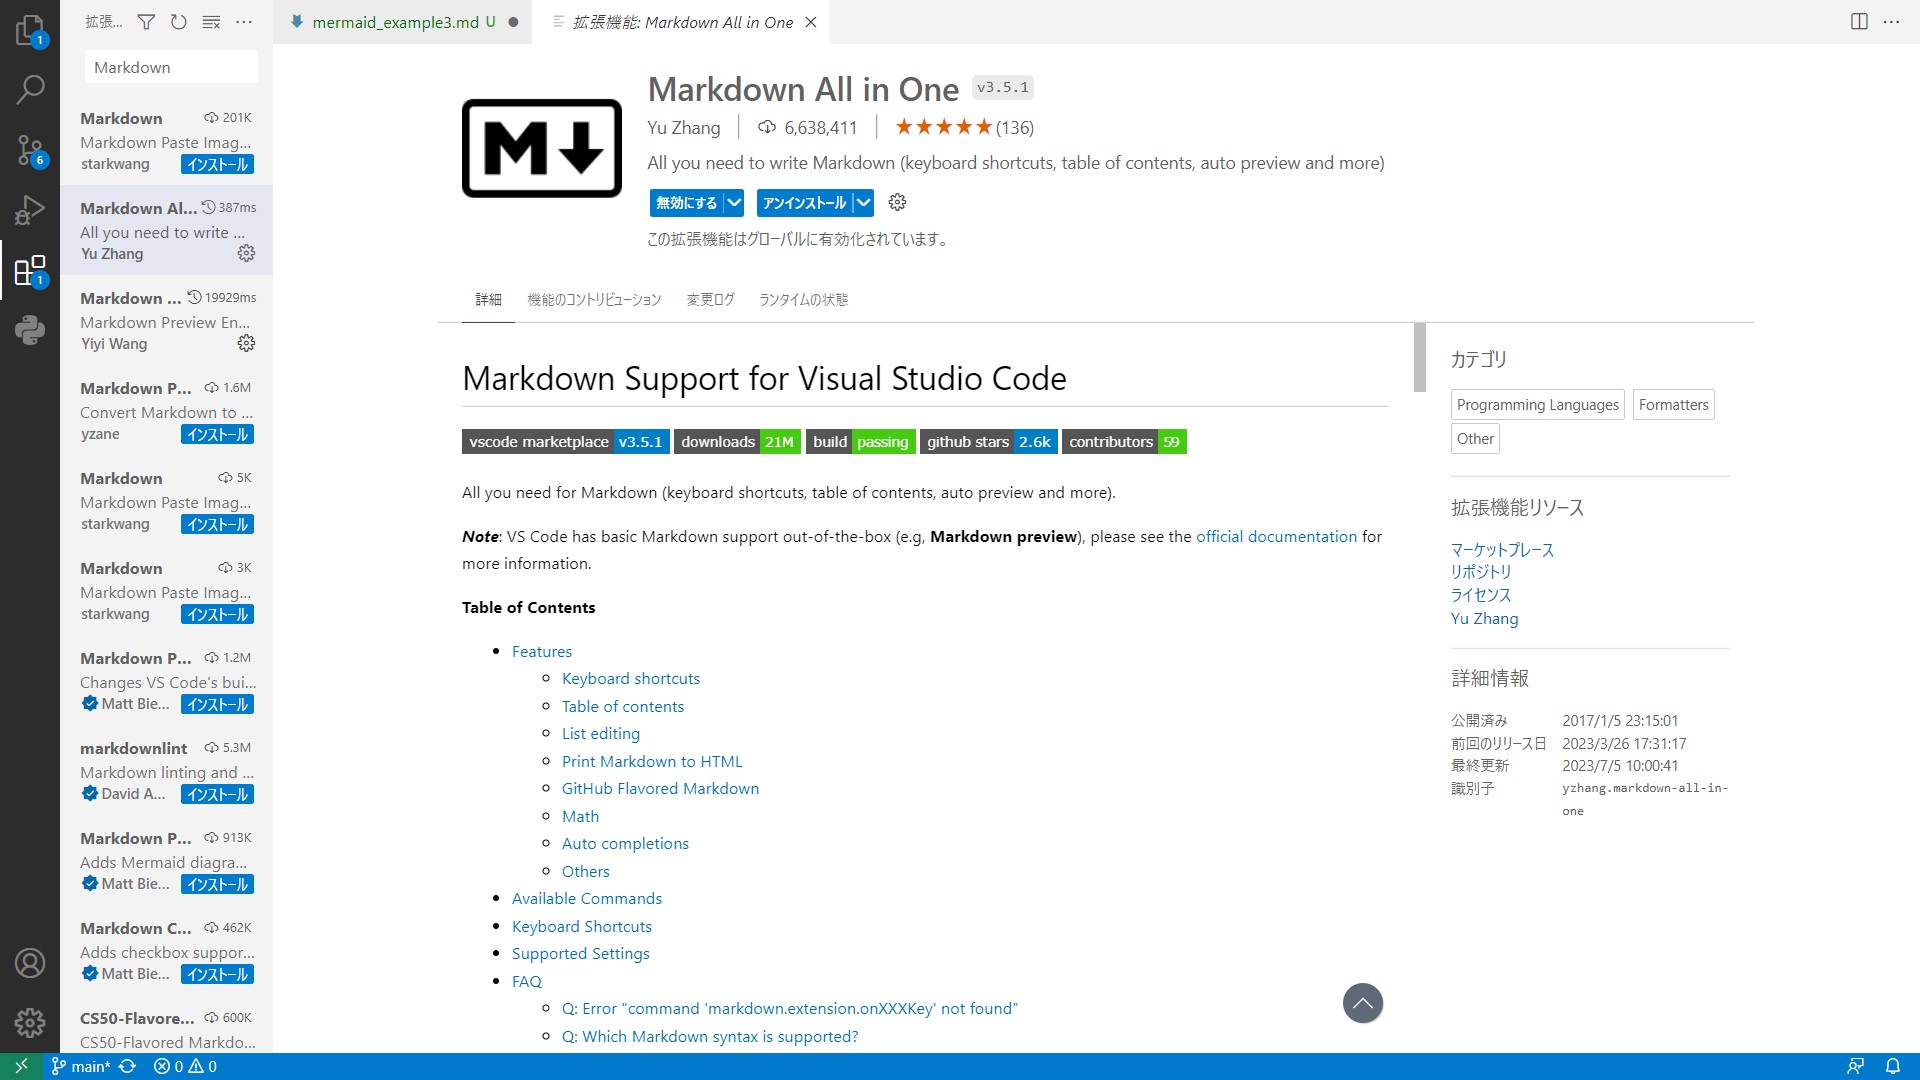 拡張...
mermaid_example3.md U
拡張機能: Markdown All in One
1
Markdown
Markdown 201K
Markdown Paste Imag...
starkwang インストール
6
Markdown Al... 387ms
All you need to write ...
Yu Zhang
1
Markdown ... 19929ms
Markdown Preview En...
Yiyi Wang
Markdown P... 1.6M
Convert Markdown to ...
yzane インストール
Markdown 5K
Markdown Paste Imag...
starkwang インストール
Markdown 3K
Markdown Paste Imag...
starkwang インストール
Markdown P... 1.2M
Changes VS Code's bui...
Matt Bie... インストール
markdownlint 5.3M
Markdown linting and ...
David A... インストール
Markdown P... 913K
Adds Mermaid diagra...
Matt Bie... インストール
Markdown C... 462K
Adds checkbox suppor...
Matt Bie... インストール
CS50-Flavore... 600K
CS50-Flavored Markdo...
M
Markdown All in One v3.5.1
Yu Zhang 6,638,411 ★★★★★(136)
All you need to write Markdown (keyboard shortcuts, table of contents, auto preview and more)
無効にする アンインストール
この拡張機能はグローバルに有効化されています。
詳細 機能のコントリビューション 変更ログ ランタイムの状態
Markdown Support for Visual Studio Code
vscode marketplace v3.5.1 downloads 21M build passing github stars 2.6k contributors 59
All you need for Markdown (keyboard shortcuts, table of contents, auto preview and more).
Note: VS Code has basic Markdown support out-of-the-box (e.g, Markdown preview), please see the official documentation for
more information.
Table of Contents
Features
Keyboard shortcuts
Table of contents
List editing
Print Markdown to HTML
GitHub Flavored Markdown
Math
Auto completions
Others
Available Commands
Keyboard Shortcuts
Supported Settings
FAQ
Q: Error "command 'markdown.extension.onXXXKey' not found"
Q: Which Markdown syntax is supported?
カテゴリ
Programming Languages Formatters
Other
拡張機能リソース
マーケットプレース
リポジトリ
ライセンス
Yu Zhang
詳細情報
公開済み 2017/1/5 23:15:01
前回のリリース日 2023/3/26 17:31:17
最終更新 2023/7/5 10:00:41
識別子 yzhang.markdown-all-in-
one
main* 0 0